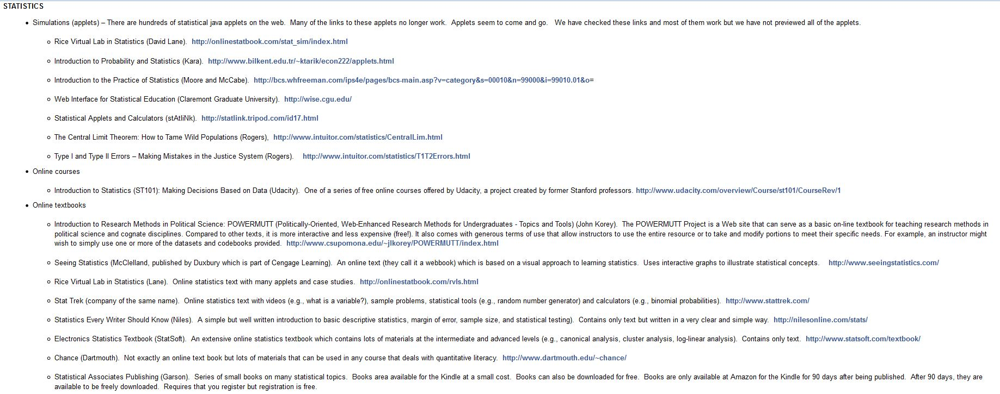 STATISTICS
• Simulations (applets) – There are hundreds of statistical java applets on the web.  Many of the links to these applets no longer work.  Applets seem to come and go.   We have checked these links and most of them work but we have not previewed all of the applets.
o Rice Virtual Lab in Statistics (David Lane).  http://onlinestatbook.com/stat_sim/index.html
o Introduction to Probability and Statistics (Kara).  http://www.bilkent.edu.tr/~ktarik/econ222/applets.html
o Introduction to the Practice of Statistics (Moore and McCabe).  http://bcs.whfreeman.com/ips4e/pages/bcs-main.asp?v=category&s=00010&n=99000&i=99010.01&o=
o Web Interface for Statistical Education (Claremont Graduate University).  http://wise.cgu.edu/
o Statistical Applets and Calculators (stAtliNk).  http://statlink.tripod.com/id17.html
o The Central Limit Theorem: How to Tame Wild Populations (Rogers),  http://www.intuitor.com/statistics/CentralLim.html
o Type I and Type II Errors – Making Mistakes in the Justice System (Rogers).    http://www.intuitor.com/statistics/T1T2Errors.html
• Online courses
o Introduction to Statistics (ST101): Making Decisions Based on Data (Udacity).  One of a series of free online courses offered by Udacity, a project created by former Stanford professors. http://www.udacity.com/overview/Course/st101/CourseRev/1
• Online textbooks
o Introduction to Research Methods in Political Science: POWERMUTT (Politically-Oriented, Web-Enhanced Research Methods for Undergraduates - Topics and Tools) (John Korey).  The POWERMUTT Project is a Web site that can serve as a basic on-line textbook for teaching research methods in
political science and cognate disciplines. Compared to other texts, it is more interactive and less expensive (free!). It also comes with generous terms of use that allow instructors to use the entire resource or to take and modify portions to meet their specific needs. For example, an instructor might
wish to simply use one or more of the datasets and codebooks provided.  http://www.csupomona.edu/~jlkorey/POWERMUTT/index.html
o Seeing Statistics (McClelland, published by Duxbury which is part of Cengage Learning).  An online text (they call it a webbook) which is based on a visual approach to learning statistics.  Uses interactive graphs to illustrate statistical concepts.    http://www.seeingstatistics.com/
o Rice Virtual Lab in Statistics (Lane).  Online statistics text with many applets and case studies.  http://onlinestatbook.com/rvls.html
o Stat Trek (company of the same name).  Online statistics text with videos (e.g., what is a variable?), sample problems, statistical tools (e.g., random number generator) and calculators (e.g., binomial probabilities).  http://www.stattrek.com/
o Statistics Every Writer Should Know (Niles).  A simple but well written introduction to basic descriptive statistics, margin of error, sample size, and statistical testing).  Contains only text but written in a very clear and simple way.  http://nilesonline.com/stats/
o Electronics Statistics Textbook (StatSoft).  An extensive online statistics textbook which contains lots of materials at the intermediate and advanced levels (e.g., canonical analysis, cluster analysis, log-linear analysis).  Contains only text.  http://www.statsoft.com/textbook/
o Chance (Dartmouth).  Not exactly an online text book but lots of materials that can be used in any course that deals with quantitative literacy.  http://www.dartmouth.edu/~chance/
o Statistical Associates Publishing (Garson).  Series of small books on many statistical topics.  Books area available for the Kindle at a small cost.  Books can also be downloaded for free.  Books are only available at Amazon for the Kindle for 90 days after being published.  After 90 days, they are
available to be freely downloaded.  Requires that you register but registration is free.